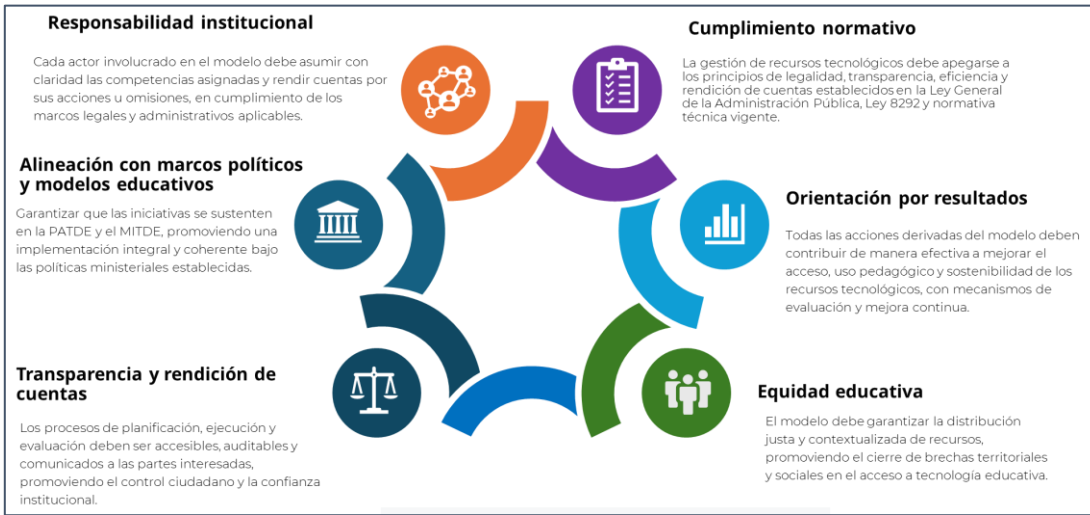 Responsabilidad institucional
Cada actor involucrado en el modelo debe asumir con
claridad las competencias asignadas y rendir cuentas por
sus acciones u omisiones, en cumplimiento de los
marcos legales y administrativos aplicables.
Alineación con marcos políticos
y modelos educativos
Garantizar que las iniciativas se sustenten
en la PATDE y el MITDE, promoviendo una
implementación integral y coherente bajo
las políticas ministeriales establecidas.
Transparencia y rendición de
cuentas
Los procesos de planificación, ejecución y
evaluación deben ser accesibles, auditables y
comunicados a las partes interesadas,
promoviendo el control ciudadano y la confianza
institucional.
Cumplimiento normativo
La gestión de recursos tecnológicos debe apegarse a
los principios de legalidad, transparencia, eficiencia y
rendición de cuentas establecidos en la Ley General
de la Administración Pública, Ley 8292 y normativa
técnica vigente.
Orientación por resultados
Todas las acciones derivadas del modelo deben
contribuir de manera efectiva a mejorar el
acceso, uso pedagógico y sostenibilidad de los
recursos tecnológicos, con mecanismos de
evaluación y mejora continua.
Equidad educativa
El modelo debe garantizar la distribución
justa y contextualizada de recursos,
promoviendo el cierre de brechas territoriales
y sociales en el acceso a tecnología educativa.